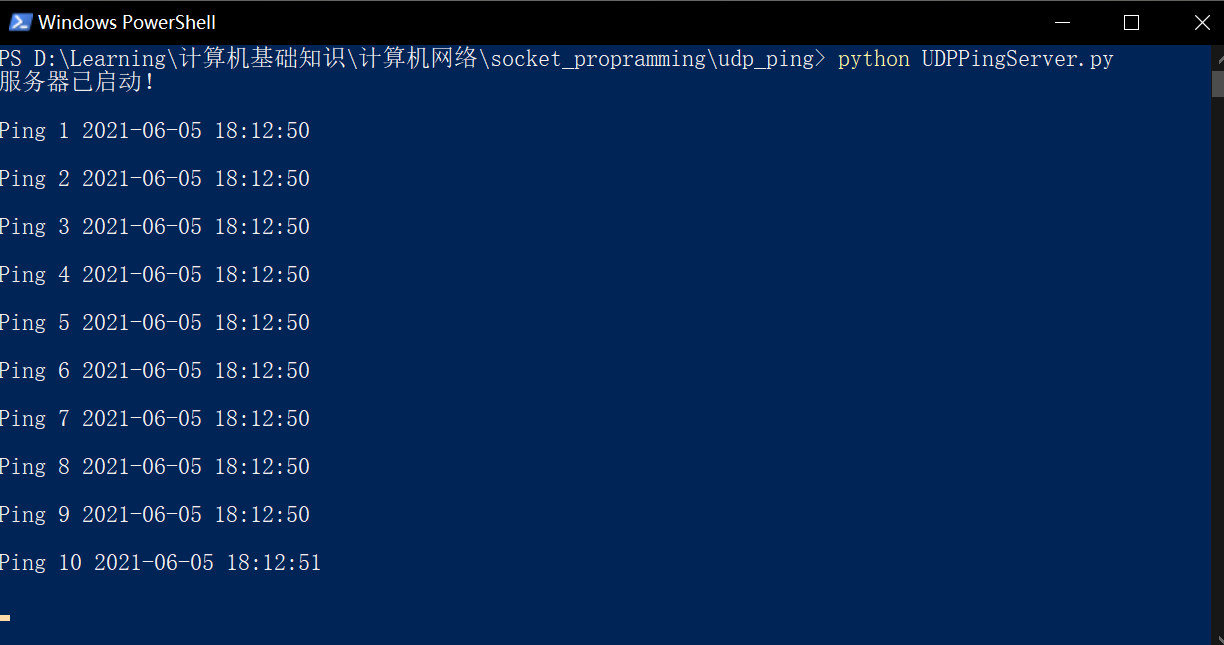 Windows PowerShell
PS D:\Learning\计算机基础知识\计算机网络\socket_propramming\udp_ping> python UDPPingServer.py
服务器已启动!
Ping 1 2021-06-05 18:12:50
Ping 2 2021-06-05 18:12:50
Ping 3 2021-06-05 18:12:50
Ping 4 2021-06-05 18:12:50
Ping 5 2021-06-05 18:12:50
Ping 6 2021-06-05 18:12:50
Ping 7 2021-06-05 18:12:50
Ping 8 2021-06-05 18:12:50
Ping 9 2021-06-05 18:12:50
Ping 10 2021-06-05 18:12:51